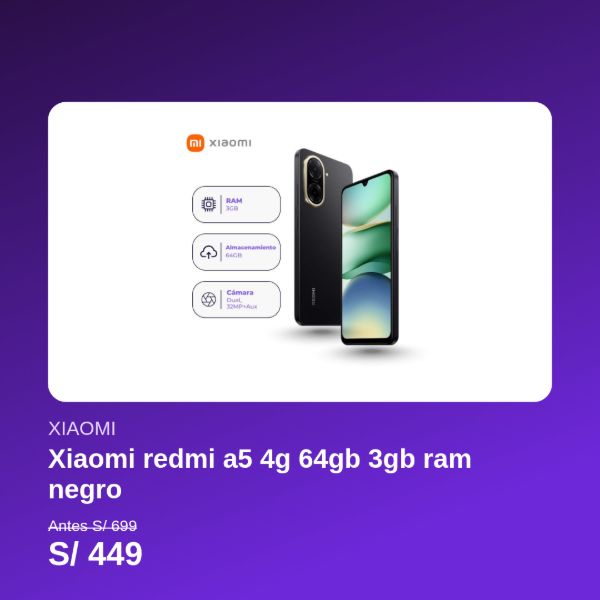 xiaomi
RAM
3GB
Almacenamiento
64GB
Cámara
Dual,
32MP+Aux
XIAOMI
Xiaomi redmi a5 4g 64gb 3gb ram
negro
Antes S/ 699
S/ 449